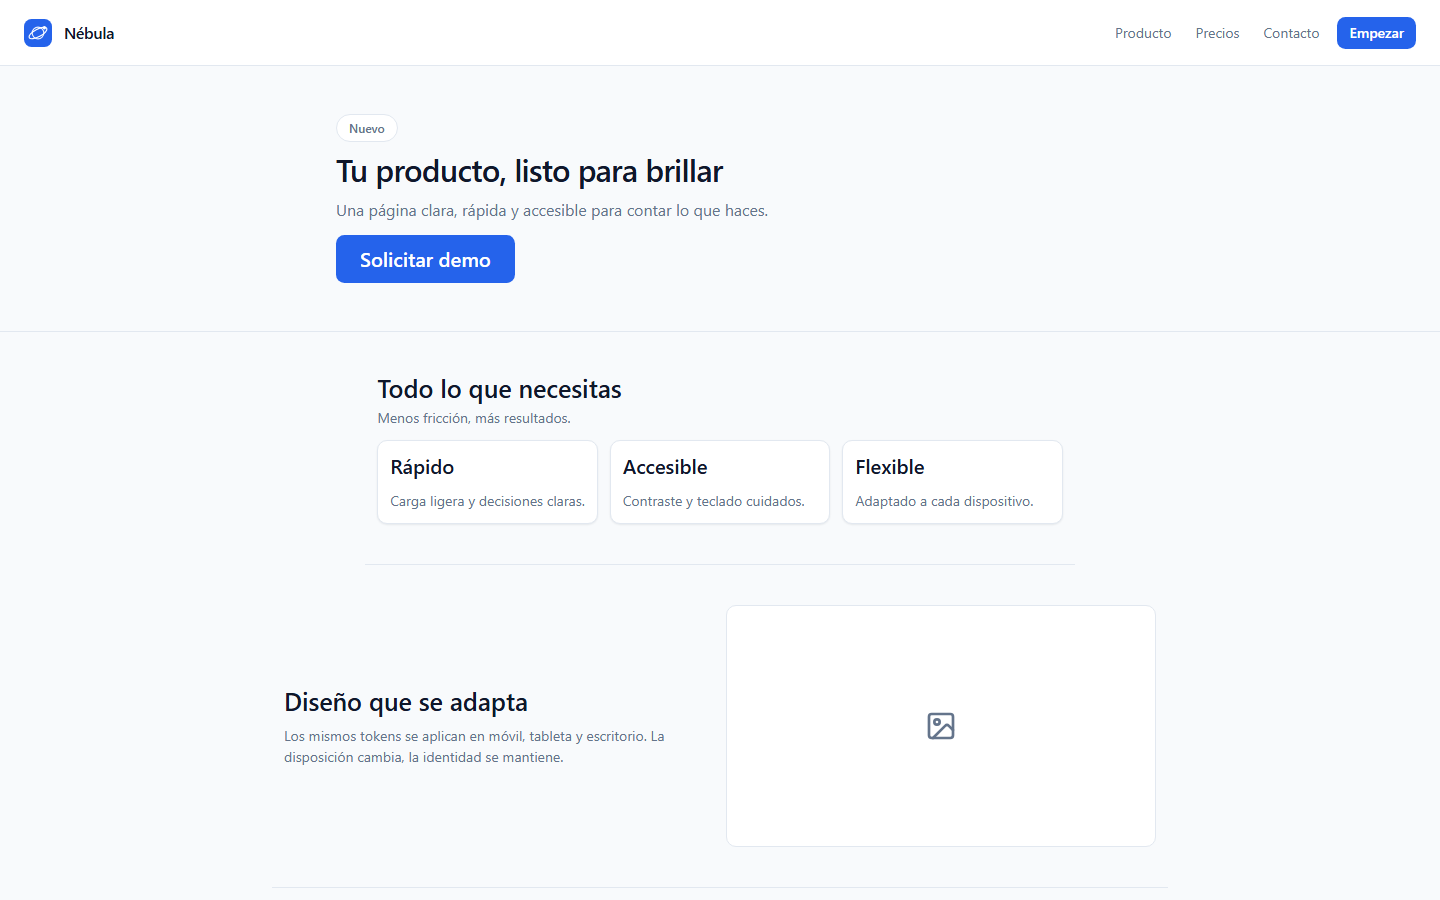 Nébula
Producto
Precios
Contacto
Empezar
Nuevo
Tu producto, listo para brillar
Una página clara, rápida y accesible para contar lo que haces.
Solicitar demo
Todo lo que necesitas
Menos fricción, más resultados.
Rápido
Carga ligera y decisiones claras.
Accesible
Contraste y teclado cuidados.
Flexible
Adaptado a cada dispositivo.
Diseño que se adapta
Los mismos tokens se aplican en móvil, tableta y escritorio. La
disposición cambia, la identidad se mantiene.